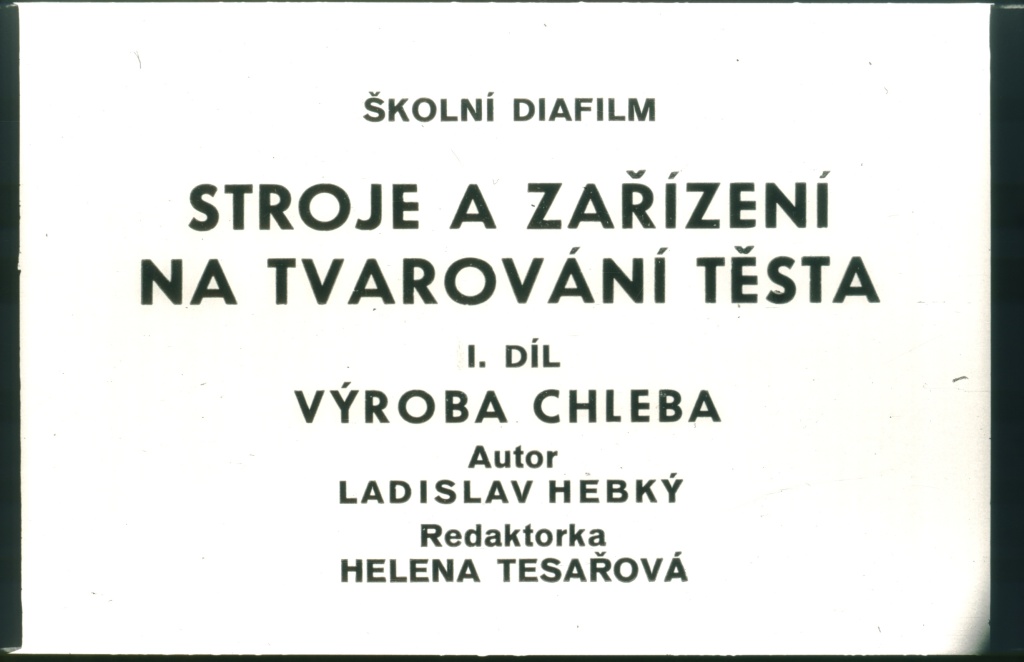 ŠKOLNÍ DIAFILM
STROJE A ZAŘÍZENÍ
NA TVAROVÁNÍ TĚSTA
I. DÍL
VÝROBA CHLEBA
Autor
LADISLAV HEBKÝ
Redaktorka
HELENA TESAŘOVÁ